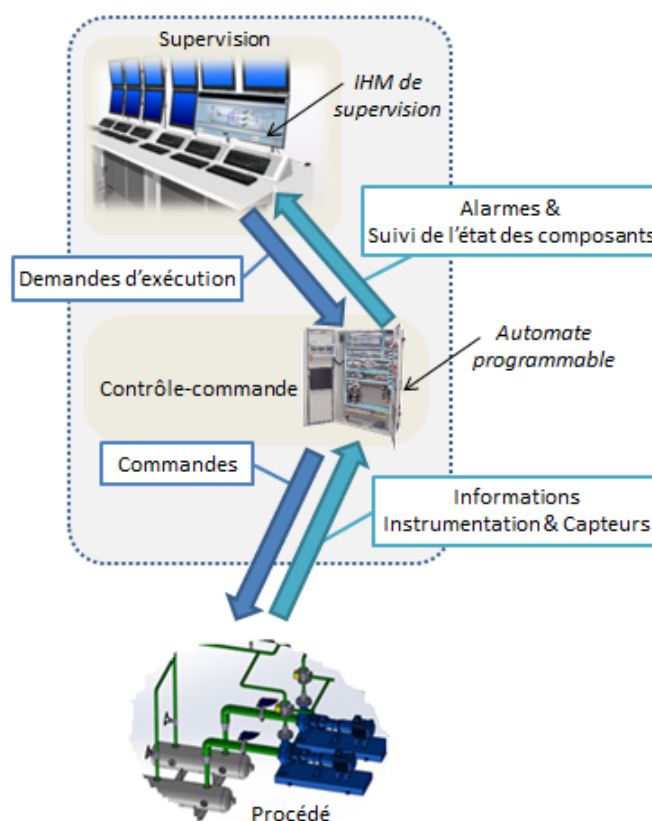 Supervision
IHM de
supervision
Alarmes &
Suivi de l'état des composants
Demandes d'exécution
Automate
programmable
Contrôle-commande
Commandes
Informations
Instrumentation & Capteurs
Procédé